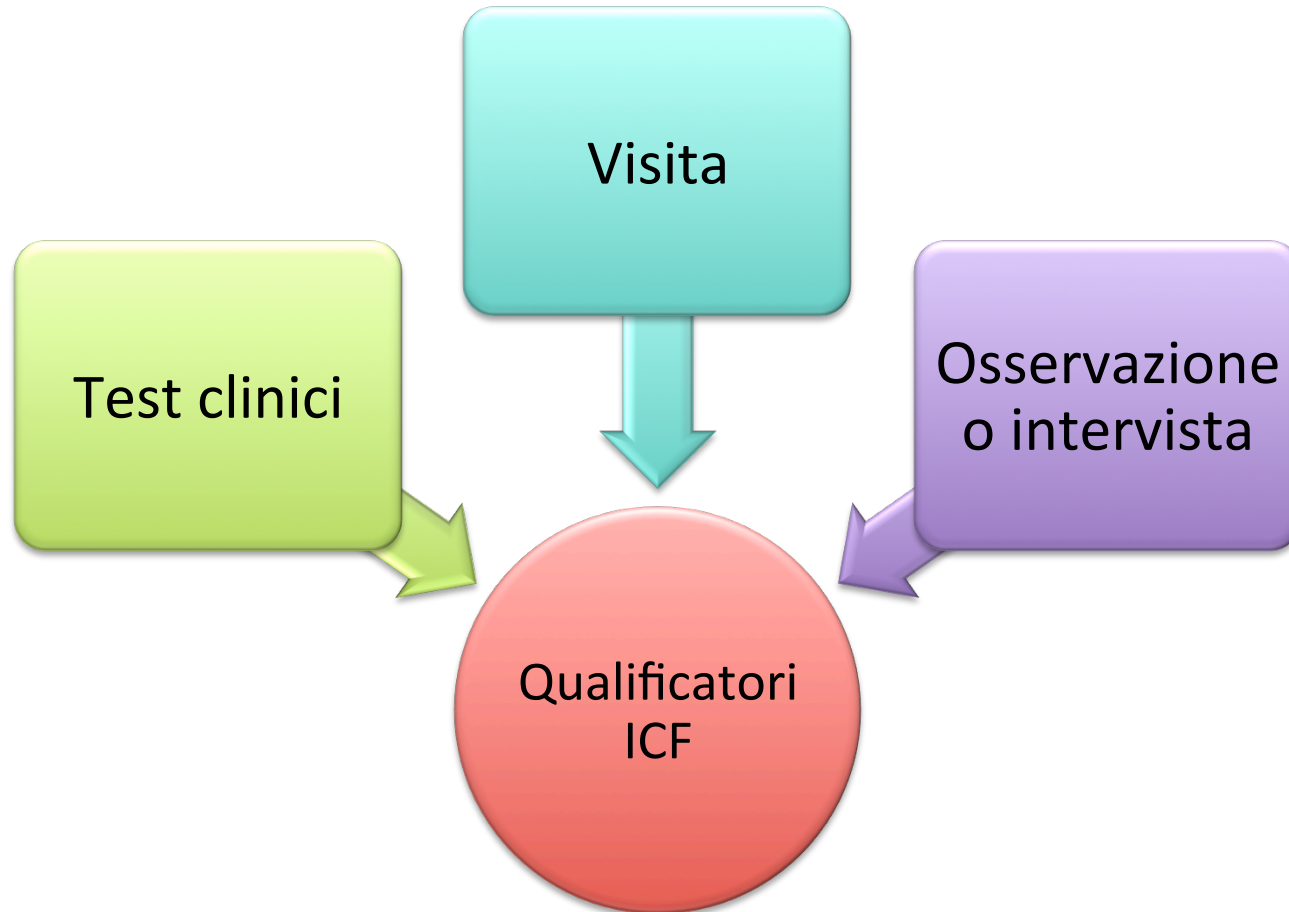 Visita
Test clinici
Osservazione
o intervista
Qualificatori
ICF